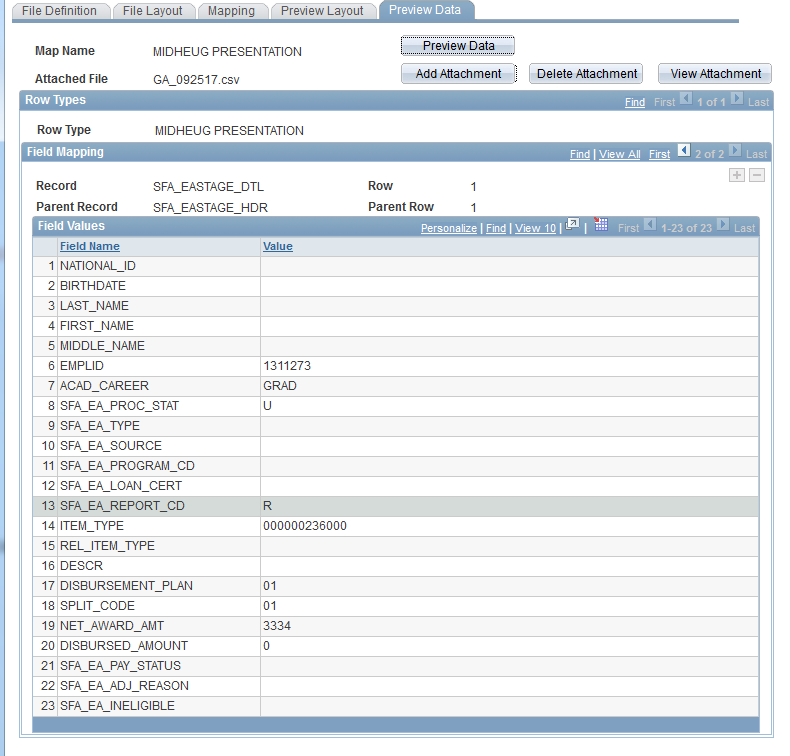 File Definition File Layout Mapping Preview Layout Preview Data
Map Name MIDHEUG PRESENTATION Preview Data
Attached File GA_092517.csv Add Attachment Delete Attachment View Attachment
Row Types Find First 1 of 1 Last
Row Type MIDHEUG PRESENTATION
Field Mapping Find | View All First 2 of 2 Last
Record SFA_EASTAGE_DTL Row 1
Parent Record SFA_EASTAGE_HDR Parent Row 1
Field Values Personalize | Find | View 10 | | First 1-23 of 23 Last
Field Name Value
1 NATIONAL_ID
2 BIRTHDATE
3 LAST_NAME
4 FIRST_NAME
5 MIDDLE_NAME
6 EMPLID 1311273
7 ACAD_CAREER GRAD
8 SFA_EA_PROC_STAT U
9 SFA_EA_TYPE
10 SFA_EA_SOURCE
11 SFA_EA_PROGRAM_CD
12 SFA_EA_LOAN_CERT
13 SFA_EA_REPORT_CD R
14 ITEM_TYPE 000000236000
15 REL_ITEM_TYPE
16 DESCR
17 DISBURSEMENT_PLAN 01
18 SPLIT_CODE 01
19 NET_AWARD_AMT 3334
20 DISBURSED_AMOUNT 0
21 SFA_EA_PAY_STATUS
22 SFA_EA_ADJ_REASON
23 SFA_EA_INELIGIBLE